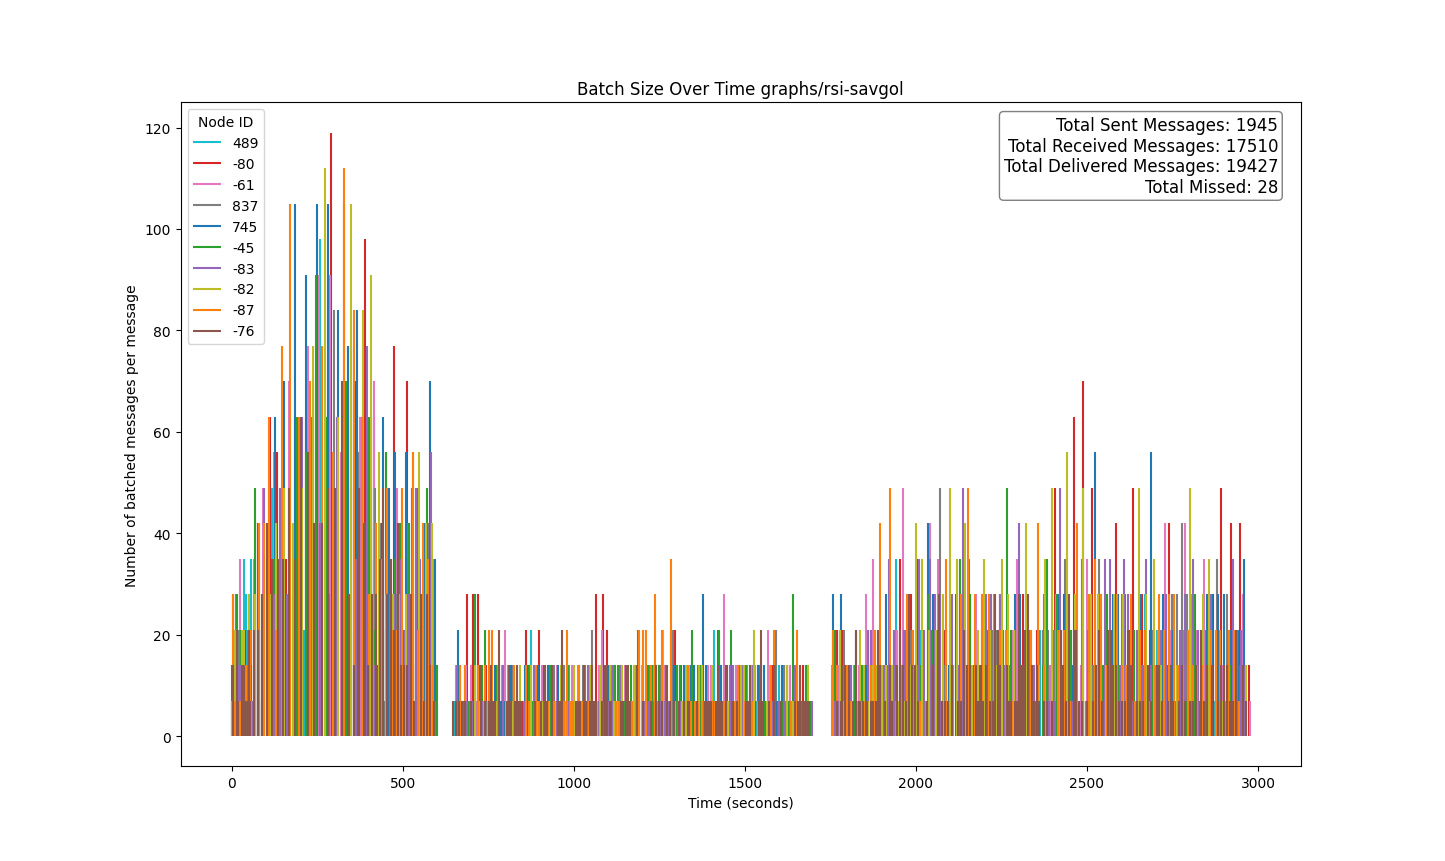 Batch Size Over Time graphs/rsi-savgol
Node ID
489
-80
-61
837
745
-45
-83
-82
-87
-76
Total Sent Messages: 1945
Total Received Messages: 17510
Total Delivered Messages: 19427
Total Missed: 28
Number of batched messages per message
120
100
80
60
40
20
0
0 500 1000 1500 2000 2500 3000
Time (seconds)